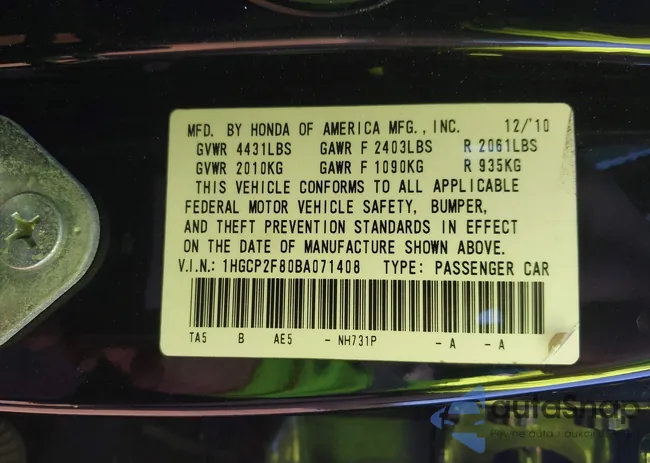 MFD. BY HONDA OF AMERICA MFG., INC. 12/'10
GVWR 4431LBS GAWR F 2403LBS R 2061LBS
GVWR 2010KG GAWR F 1090KG R 935KG
THIS VEHICLE CONFORMS TO ALL APPLICABLE
FEDERAL MOTOR VEHICLE SAFETY, BUMPER,
AND THEFT PREVENTION STANDARDS IN EFFECT
ON THE DATE OF MANUFACTURE SHOWN ABOVE.
V.I.N.: 1HGCP2F80BA071408 TYPE: PASSENGER CAR
TA5 B AE5 - NH731P - A - A
autosnap